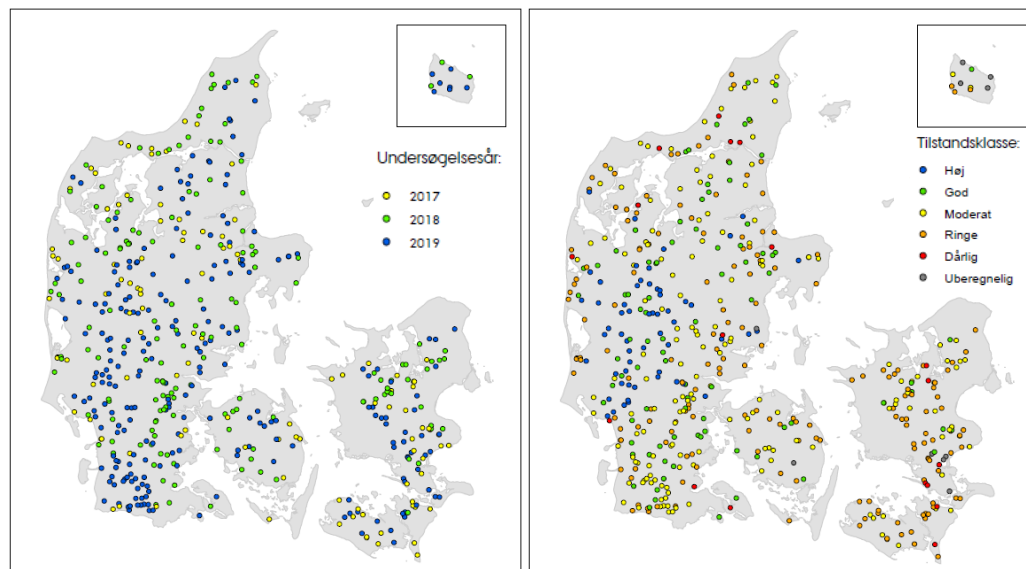 Undersøgelsesår:
2017
2018
2019
Tilstandsklasse:
Høj
God
Moderat
Ringe
Dårlig
Uberegnelig